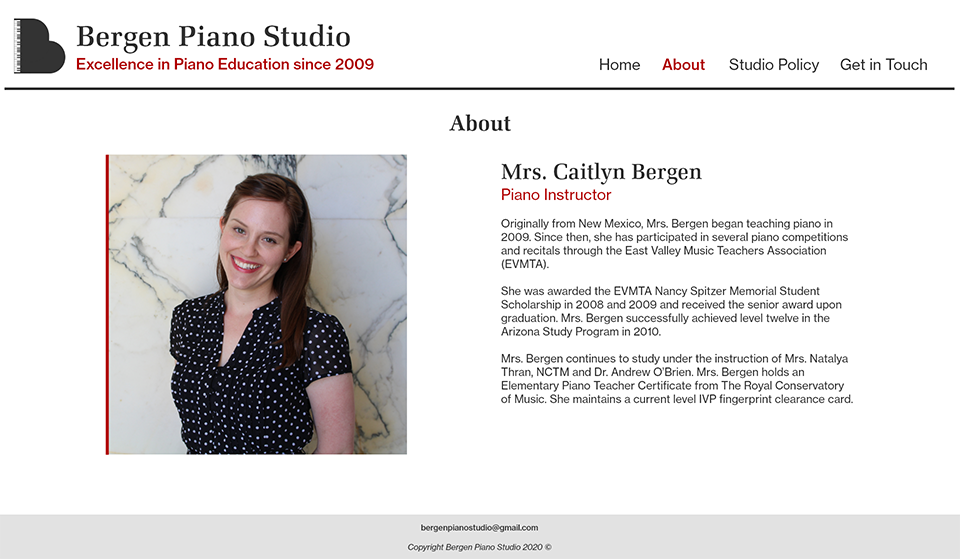 Bergen Piano Studio
Excellence in Piano Education since 2009
Home About Studio Policy Get in Touch
About
Mrs. Caitlyn Bergen
Piano Instructor
Originally from New Mexico, Mrs. Bergen began teaching piano in
2009. Since then, she has participated in several piano competitions
and recitals through the East Valley Music Teachers Association
(EVMTA).
She was awarded the EVMTA Nancy Spitzer Memorial Student
Scholarship in 2008 and 2009 and received the senior award upon
graduation. Mrs. Bergen successfully achieved level twelve in the
Arizona Study Program in 2010.
Mrs. Bergen continues to study under the instruction of Mrs. Natalya
Thran, NCTM and Dr. Andrew O'Brien. Mrs. Bergen holds an
Elementary Piano Teacher Certificate from The Royal Conservatory
of Music. She maintains a current level IVP fingerprint clearance card.
bergenpianostudio@gmail.com
Copyright Bergen Piano Studio 2020 ©